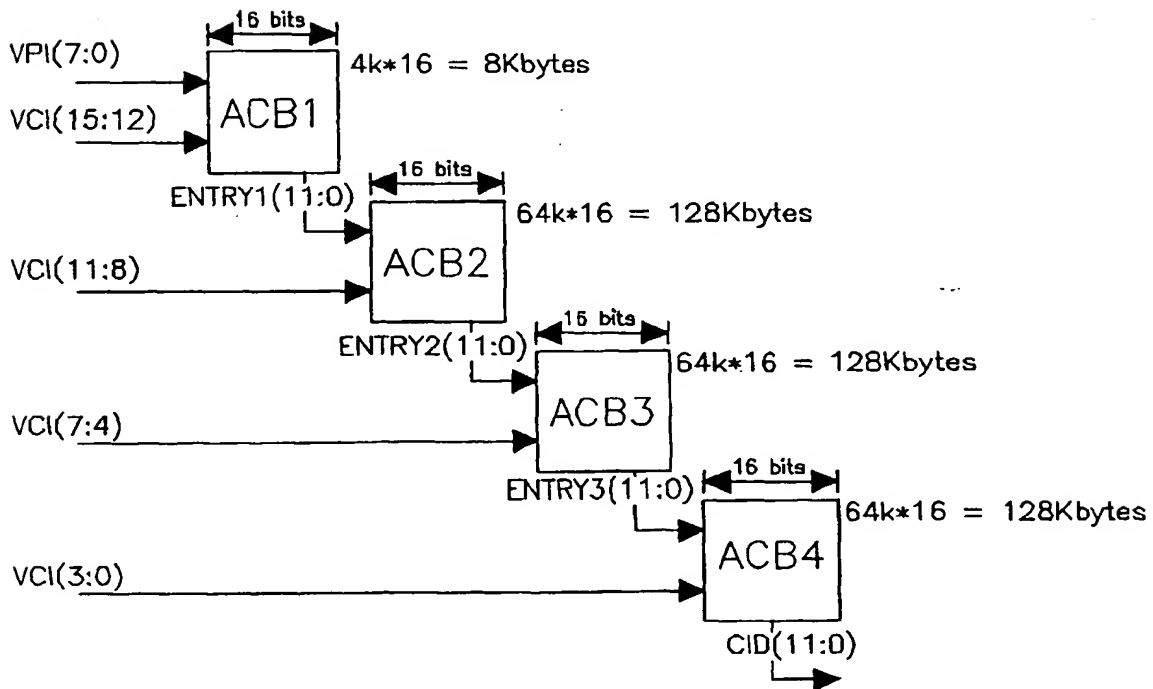 16 bits
VPI(7:0)
4k*16 = 8Kbytes
ACB1
VCI(15:12)
16 bits
ENTRY1(11:0)
64k*16 = 128Kbytes
ACB2
VCI(11:8)
16 bits
ENTRY2(11:0)
64k*16 = 128Kbytes
ACB3
VCI(7:4)
16 bits
ENTRY3(11:0)
64k*16 = 128Kbytes
ACB4
VCI(3:0)
CID(11:0)